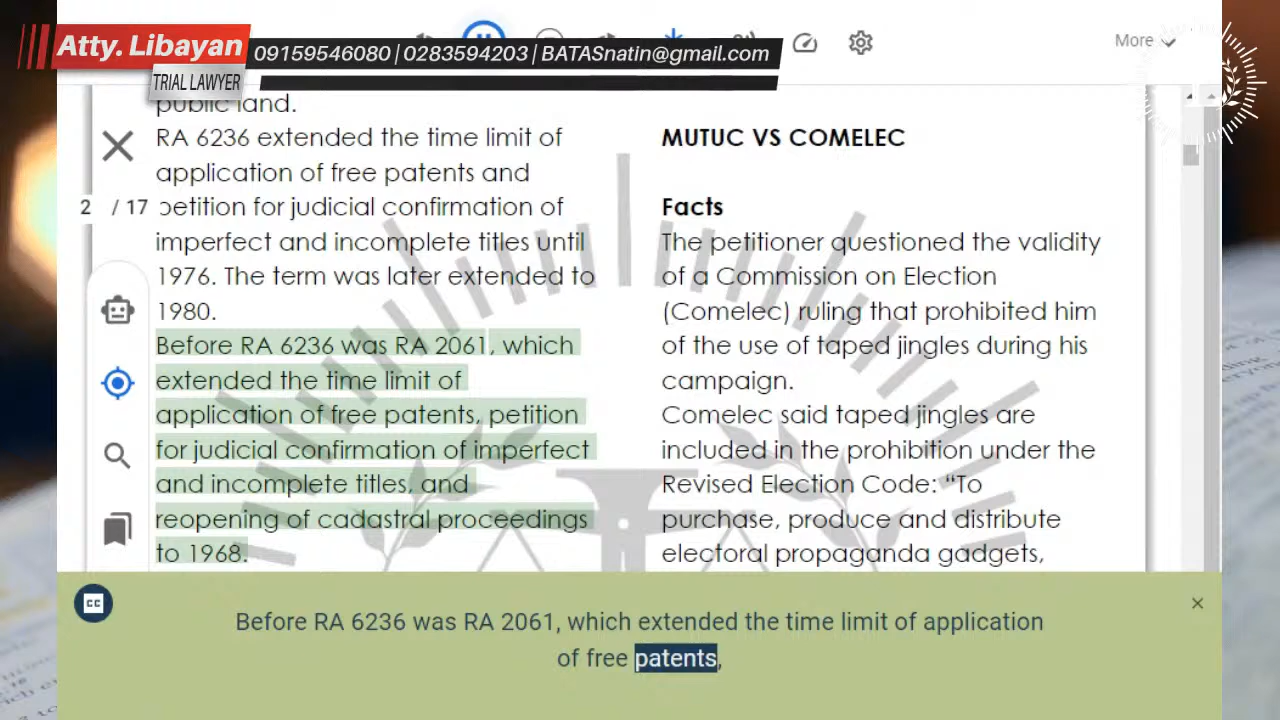 Atty. Libayan
TRIAL LAWYER
09159546080 | 0283594203 | BATASnatin@gmail.com
More
2 / 17
public land.
RA 6236 extended the time limit of
application of free patents and
petition for judicial confirmation of
imperfect and incomplete titles until
1976. The term was later extended to
1980.
Before RA 6236 was RA 2061, which
extended the time limit of
application of free patents, petition
for judicial confirmation of imperfect
and incomplete titles, and
reopening of cadastral proceedings
to 1968.
MUTUC VS COMELEC
Facts
The petitioner questioned the validity
of a Commission on Election
(Comelec) ruling that prohibited him
of the use of taped jingles during his
campaign.
Comelec said taped jingles are
included in the prohibition under the
Revised Election Code: “To
purchase, produce and distribute
electoral propaganda gadgets,
CC
Before RA 6236 was RA 2061, which extended the time limit of application
of free patents,